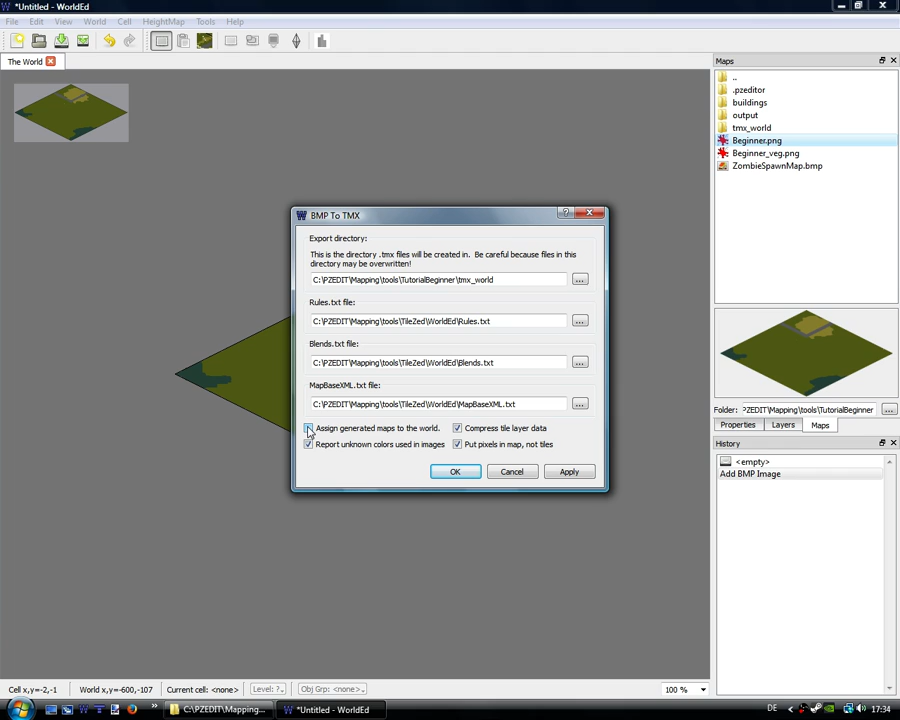 *Untitled - WorldEd
File Edit View World Cell HeightMap Tools Help
The World
Maps
..
.pzeditor
buildings
output
tmx_world
Beginner.png
Beginner_veg.png
ZombieSpawnMap.bmp
BMP To TMX
Export directory:
This is the directory .tmx files will be created in. Be careful because files in this
directory may be overwritten!
C:\PZEDIT\Mapping\tools\TutorialBeginner\tmx_world ...
Rules.txt file:
C:\PZEDIT\Mapping\tools\TileZed\WorldEd\Rules.txt ...
Blends.txt file:
C:\PZEDIT\Mapping\tools\TileZed\WorldEd\Blends.txt ...
MapBaseXML.txt file:
C:\PZEDIT\Mapping\tools\TileZed\WorldEd\MapBaseXML.txt ...
Assign generated maps to the world. Compress tile layer data
Report unknown colors used in images Put pixels in map, not tiles
OK Cancel Apply
Folder: PZEDIT\Mapping\tools\TutorialBeginner ...
Properties Layers Maps
History
<empty>
Add BMP Image
Cell x,y=-2,-1 World x,y=-600,-107 Current cell: <none> Level: ? Obj Grp: <none> 100 %
C:\PZEDIT\Mapping... *Untitled - WorldEd DE 17:34